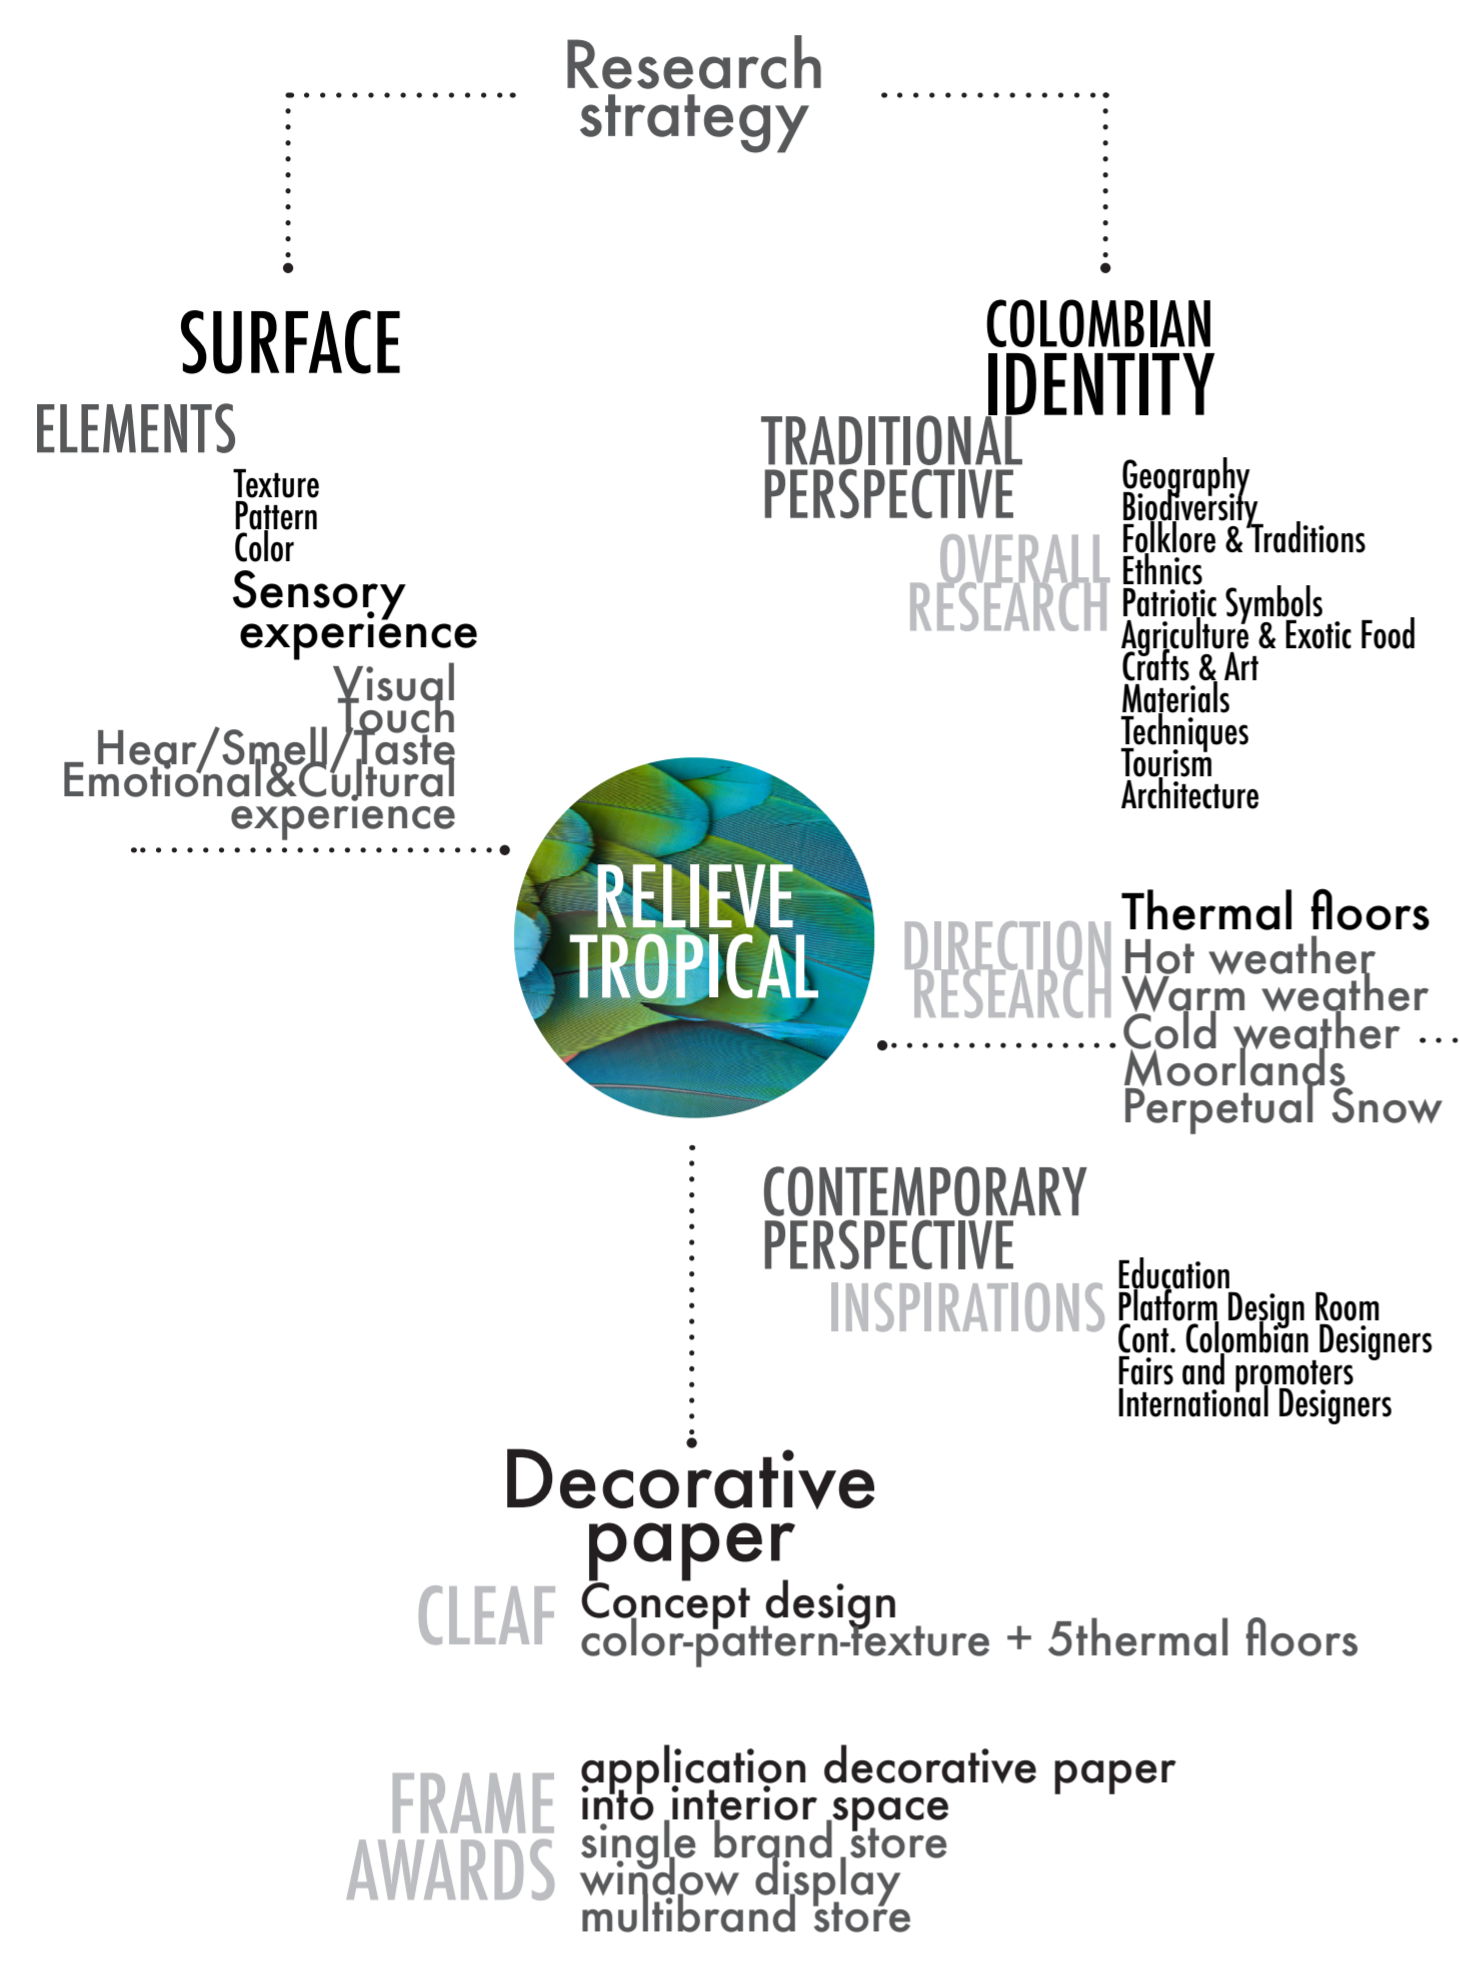 Research
strategy
SURFACE
ELEMENTS
Texture
Pattern
Color
Sensory
experience
Visual
Touch
Hear/Smell/Taste
Emotional&Cultural
experience
COLOMBIAN
IDENTITY
TRADITIONAL
PERSPECTIVE
OVERALL
RESEARCH
Geography
Biodiversity
Folklore & Traditions
Ethnics
Patriotic Symbols
Agriculture & Exotic Food
Crafts & Art
Materials
Techniques
Tourism
Architecture
RELIEVE
TROPICAL
DIRECTION
RESEARCH
Thermal floors
Hot weather
Warm weather
Cold weather
Moorlands
Perpetual Snow
CONTEMPORARY
PERSPECTIVE
INSPIRATIONS
Education
Platform Design Room
Cont. Colombian Designers
Fairs and promoters
International Designers
Decorative
paper
CLEAF
Concept design
color-pattern-texture + 5thermal floors
FRAME
AWARDS
application decorative paper
into interior space
single brand store
window display
multibrand store